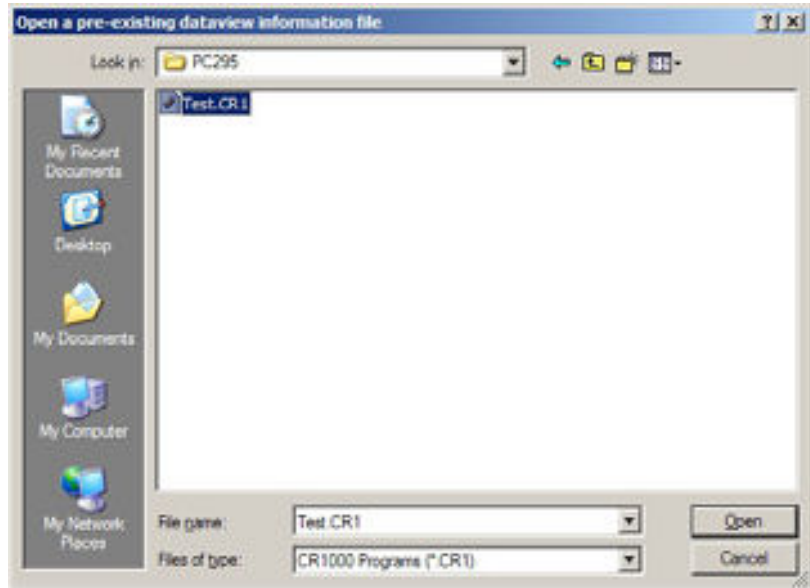 Open a pre-existing dataview information file
Look in: PC295
Test.CR1
My Recent
Documents
Desktop
My Documents
My Computer
My Network
Places
File name: Test.CR1
Open
Files of type: CR1000 Programs (*.CR1)
Cancel